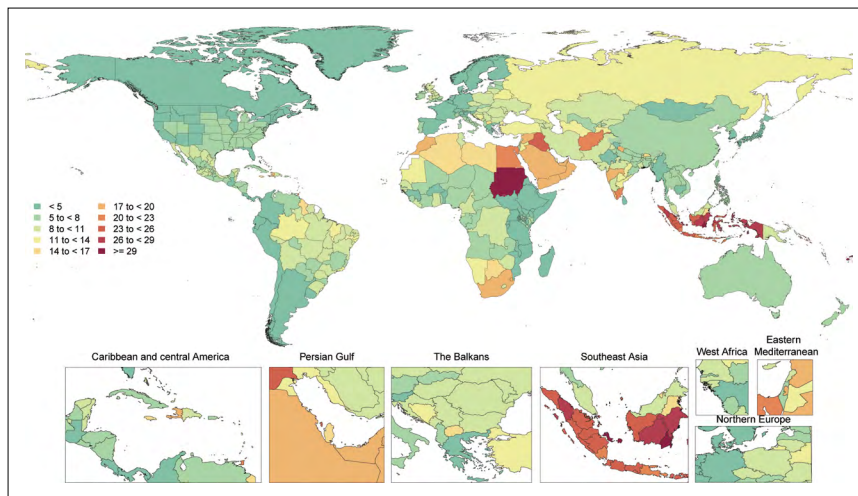 < 5
5 to < 8
8 to < 11
11 to < 14
14 to < 17
17 to < 20
20 to < 23
23 to < 26
26 to < 29
>= 29
Caribbean and central America
Persian Gulf
The Balkans
Southeast Asia
West Africa
Eastern
Mediterranean
Northern Europe